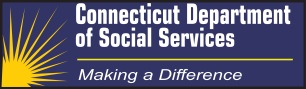 Connecticut Department
of Social Services
Making a Difference